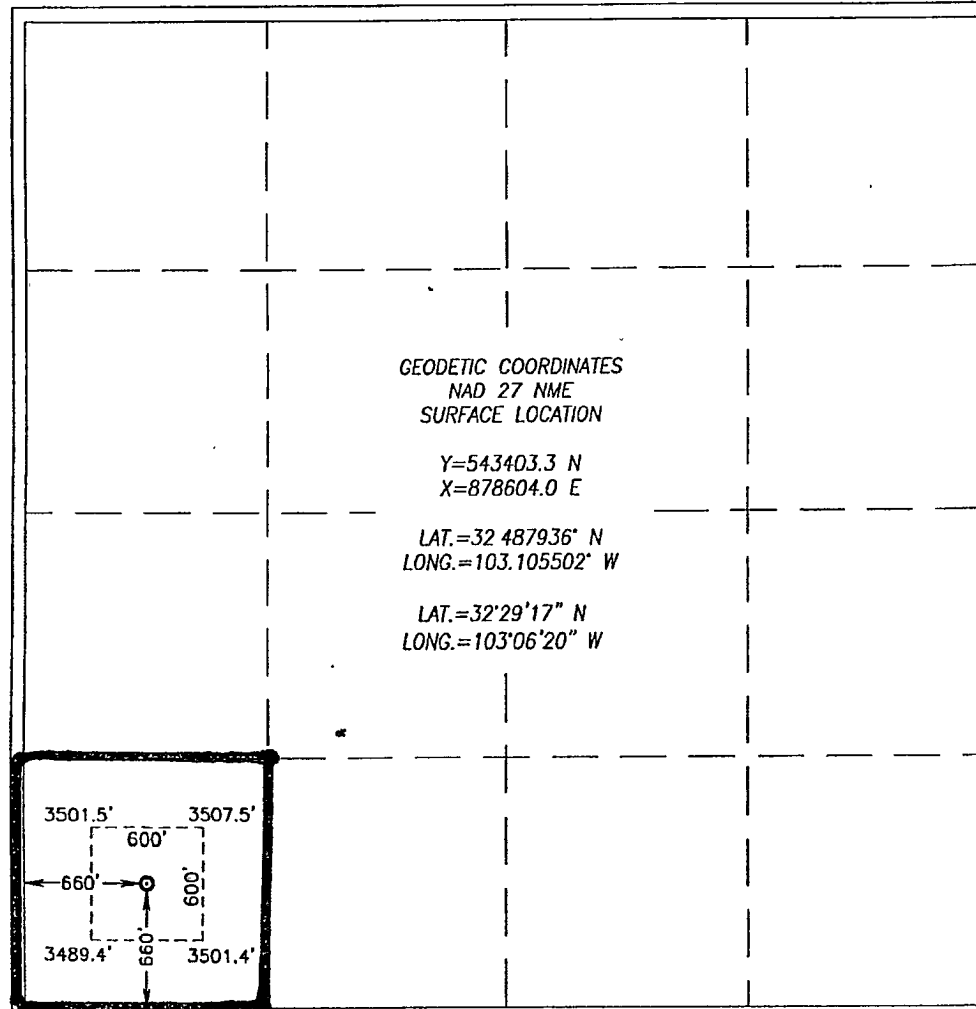 GEODETIC COORDINATES
NAD 27 NME
SURFACE LOCATION
Y=543403.3 N
X=878604.0 E
LAT.=32 487936° N
LONG.=103.105502° W
LAT.=32°29'17" N
LONG.=103°06'20" W
3501.5' 3507.5'
600'
660'
600'
3489.4' 660' 3501.4'